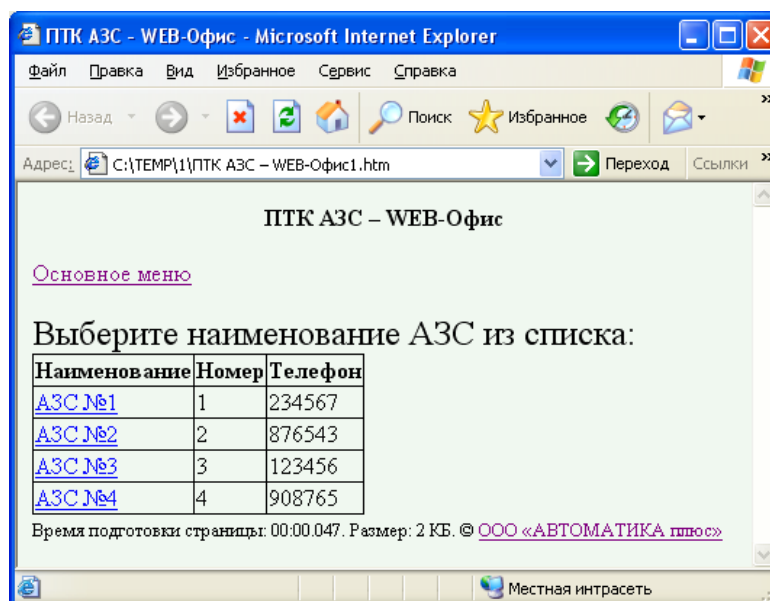 ПТК АЗС - WEB-Офис - Microsoft Internet Explorer
Файл Правка Вид Избранное Сервис Справка
Назад Поиск Избранное »
Адрес: C:\TEMP\1\ПТК АЗС – WEB-Офис1.htm Переход Ссылки »
ПТК АЗС – WEB-Офис
Основное меню
Выберите наименование АЗС из списка:
Наименование Номер Телефон
АЗС №1 1 234567
АЗС №2 2 876543
АЗС №3 3 123456
АЗС №4 4 908765
Время подготовки страницы: 00:00.047. Размер: 2 КБ. © ООО «АВТОМАТИКА плюс»
Местная интрасеть